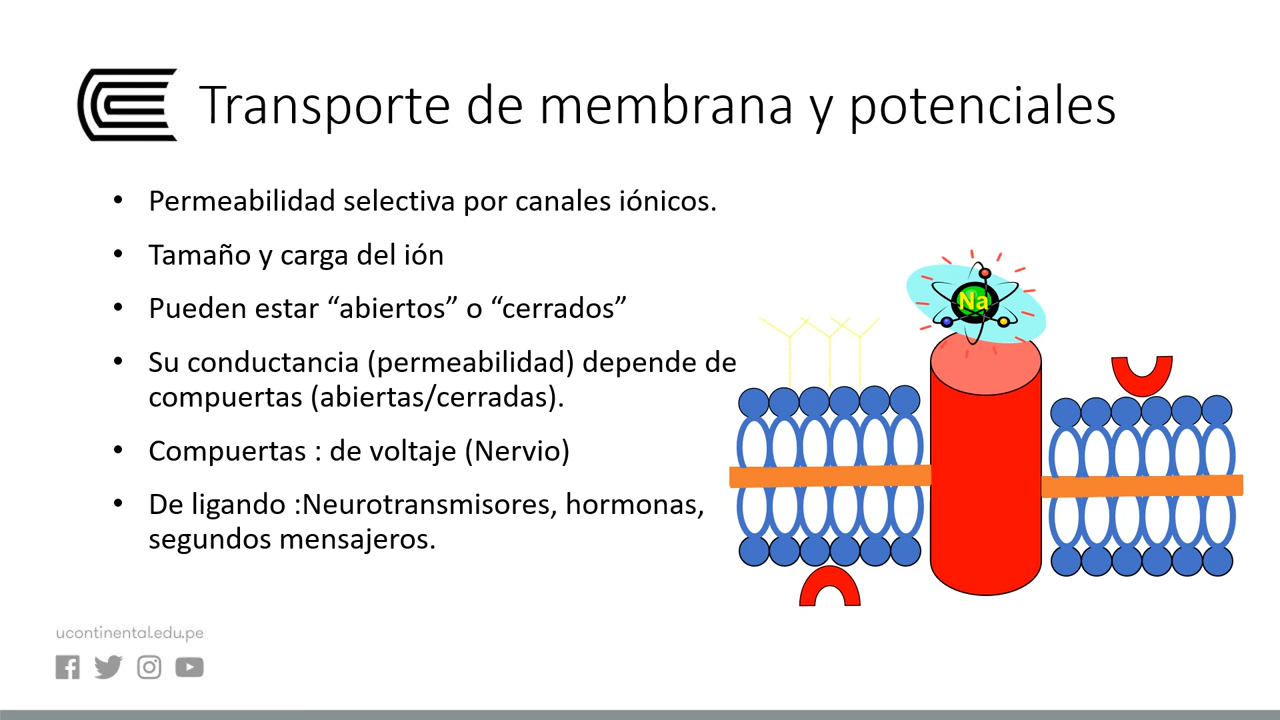 Transporte de membrana y potenciales
• Permeabilidad selectiva por canales iónicos.
• Tamaño y carga del ión
• Pueden estar “abiertos” o “cerrados”
• Su conductancia (permeabilidad) depende de
compuertas (abiertas/cerradas).
• Compuertas : de voltaje (Nervio)
• De ligando :Neurotransmisores, hormonas,
segundos mensajeros.
Na
ucontinental.edu.pe